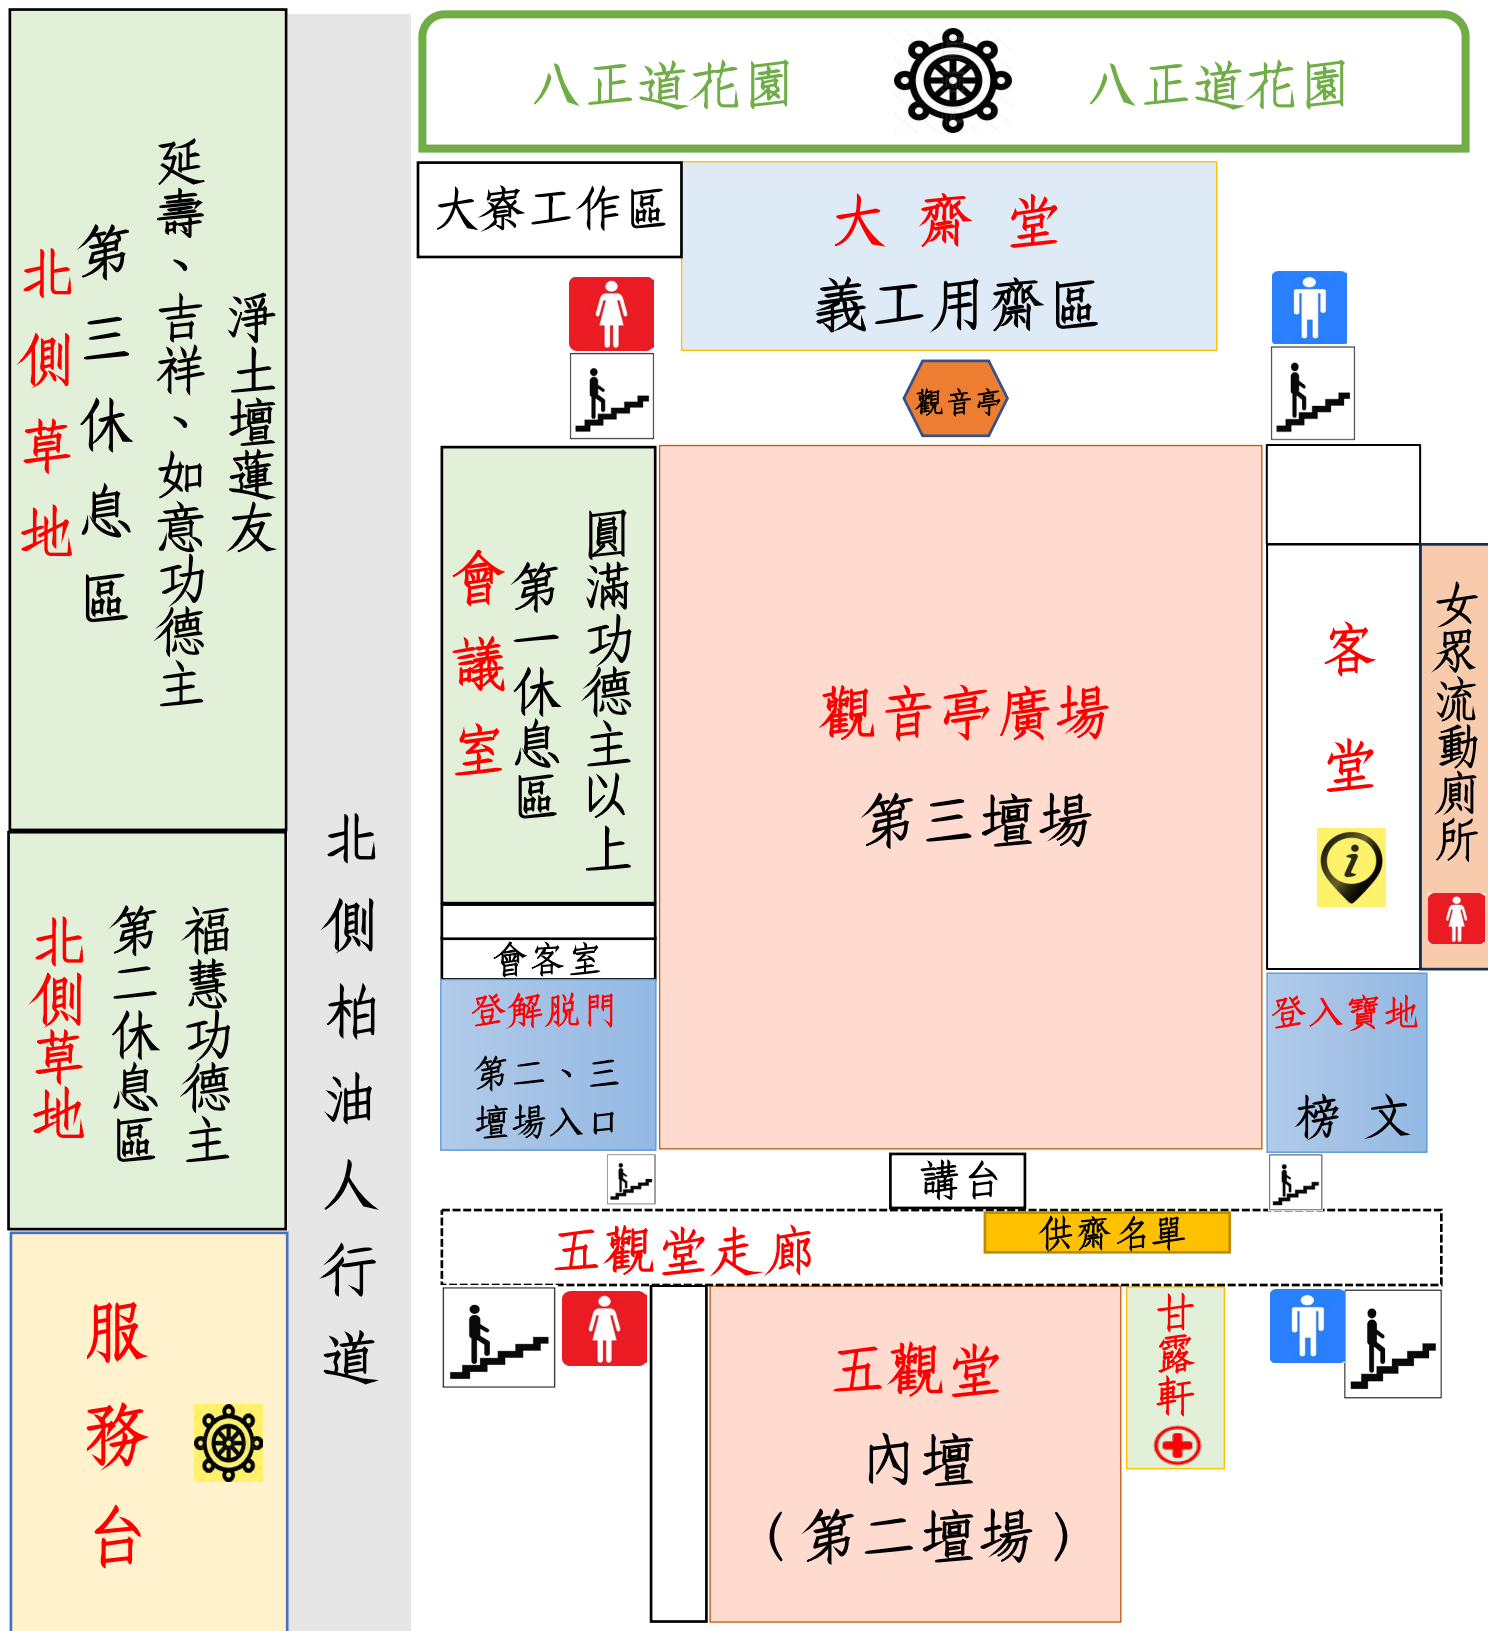 八正道花園
八正道花園
大寮工作區
大齋堂
義工用齋區
觀音亭
淨土壇蓮友
延壽、吉祥、如意功德主
第三休息區
北側草地
圓滿功德主以上
第一休息區
會議室
觀音亭廣場
第三壇場
客堂
i
女眾流動廁所
北側柏油人行道
福慧功德主
第二休息區
北側草地
會客室
登解脱門
第二、三
壇場入口
登入寶地
榜文
講台
五觀堂走廊
供齋名單
服務台
五觀堂
內壇
（第二壇場）
甘露軒